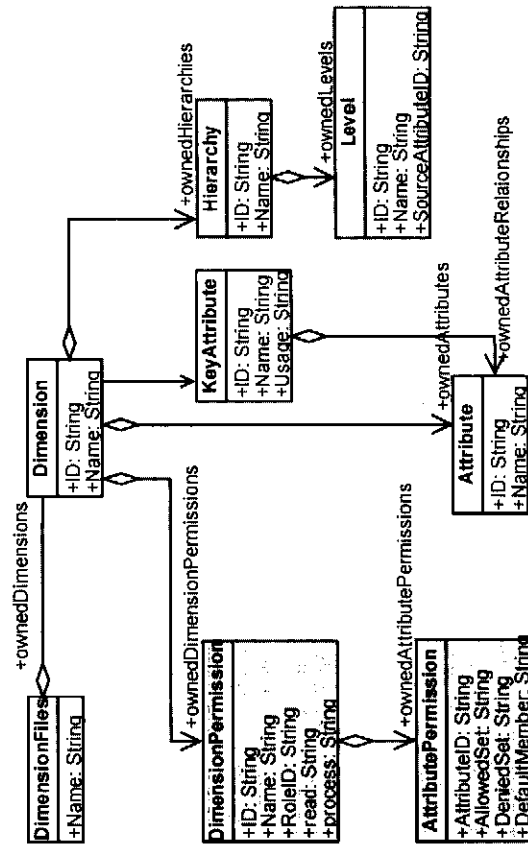 DimensionFiles
+Name: String
+ownedDimensions
Dimension
+ID: String
+Name: String
+ownedHierarchies
Hierarchy
+ID: String
+Name: String
+ownedLevels
Level
+ID: String
+Name: String
+SourceAttributeID: String
KeyAttribute
+ID: String
+Name: String
+Usage: String
+ownedAttributes
+ownedAttributeRelaionships
Attribute
+ID: String
+Name: String
+ownedDimensionPermissions
DimensionPermission
+ID: String
+Name: String
+RoleID: String
+read: String
+process: String
+ownedAttributePermissions
AttributePermission
+AttributeID: String
+AllowedSet: String
+DeniedSet: String
+DefaultMember: String